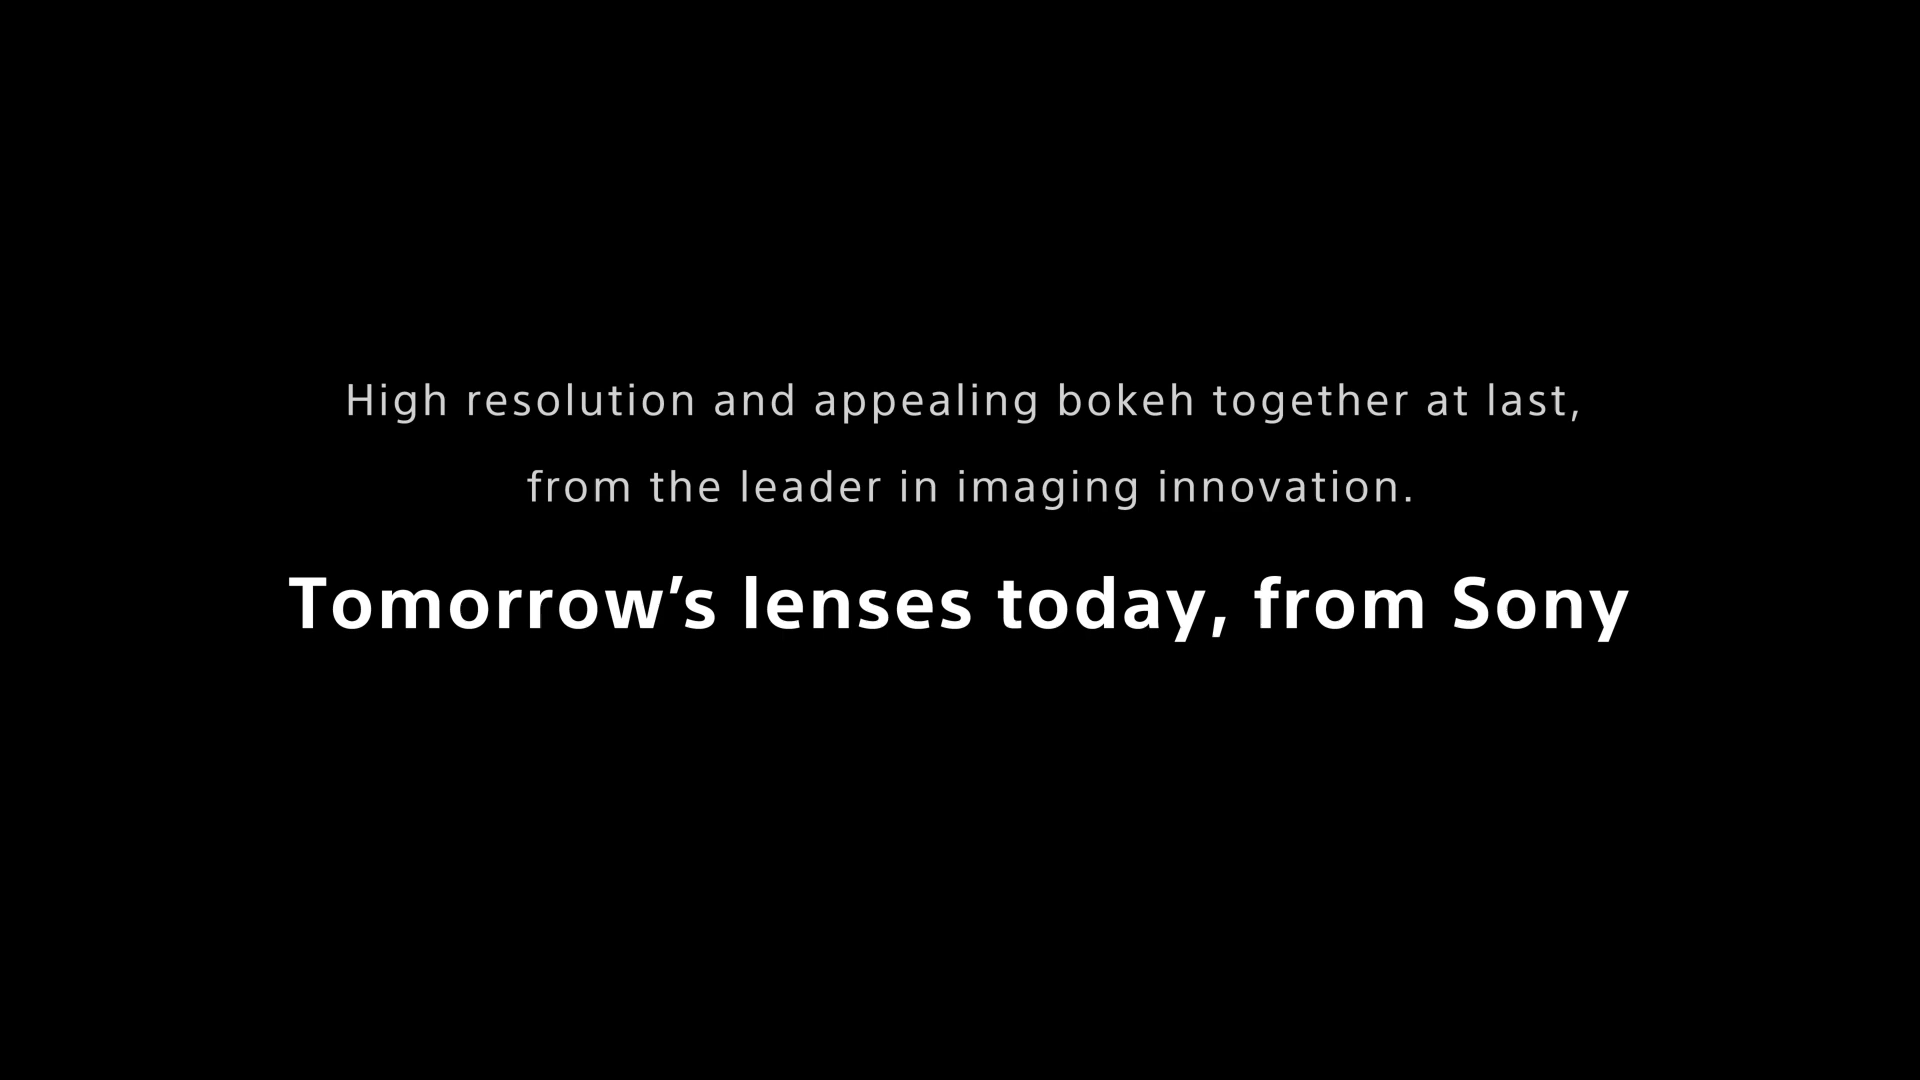 High resolution and appealing bokeh together at last,
from the leader in imaging innovation.
Tomorrow’s lenses today, from Sony